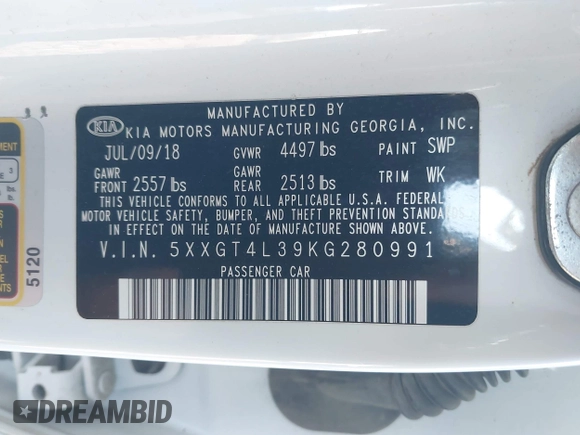 MANUFACTURED BY
KIA KIA MOTORS MANUFACTURING GEORGIA, INC.
JUL/09/18 GVWR 4497 lbs PAINT SWP
GAWR FRONT 2557 lbs GAWR REAR 2513 lbs TRIM WK
THIS VEHICLE CONFORMS TO ALL APPLICABLE U.S.A. FEDERAL
MOTOR VEHICLE SAFETY, BUMPER, AND THEFT PREVENTION STANDARDS
IN EFFECT ON THE DATE OF MANUFACTURE SHOWN ABOVE.
V.I.N. 5XXGT4L39KG280991
PASSENGER CAR
5120
DREAMBID